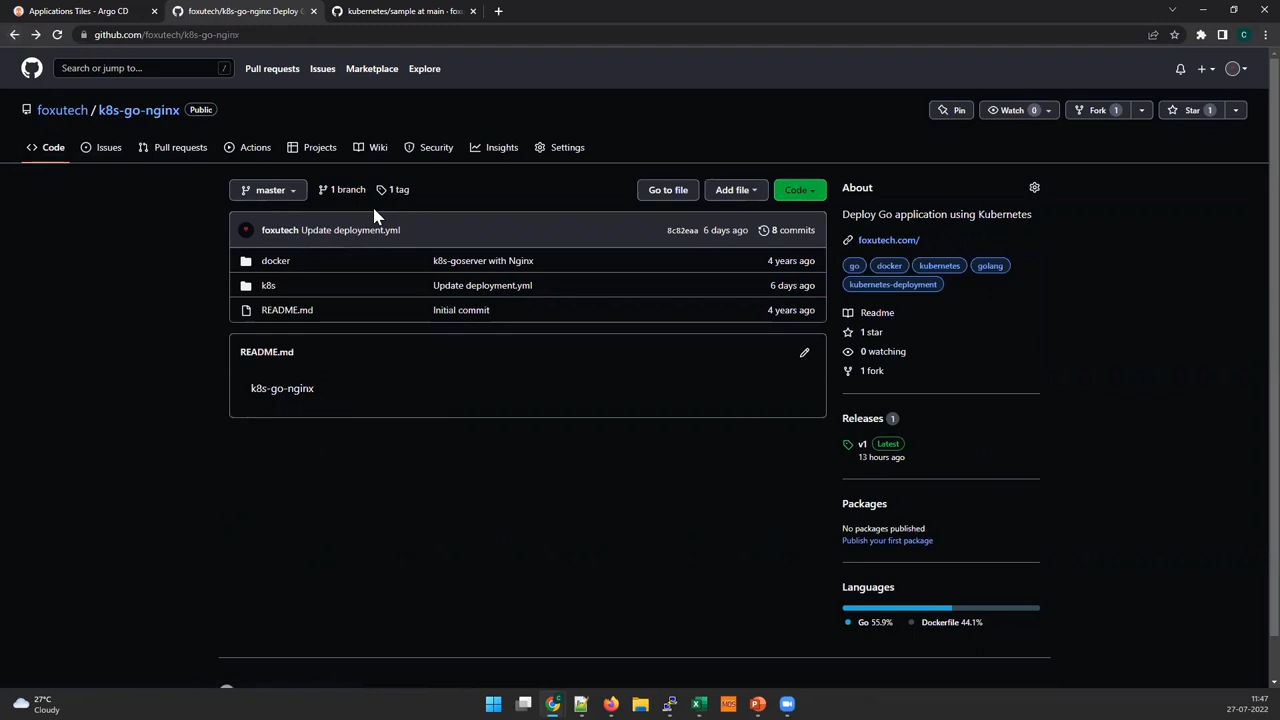 Applications Tiles - Argo CD
foxutech/k8s-go-nginx: Deploy
kubernetes/sample at main · fox
github.com/foxutech/k8s-go-nginx
C
Search or jump to...
/
Pull requests
Issues
Marketplace
Explore
foxutech / k8s-go-nginx
Public
Pin
Watch 0
Fork 1
Star 1
Code
Issues
Pull requests
Actions
Projects
Wiki
Security
Insights
Settings
master
1 branch
1 tag
Go to file
Add file
Code
foxutech Update deployment.yml
8c82eaa 6 days ago
8 commits
docker
k8s-goserver with Nginx
4 years ago
k8s
Update deployment.yml
6 days ago
README.md
Initial commit
4 years ago
README.md
k8s-go-nginx
About
Deploy Go application using Kubernetes
foxutech.com/
go
docker
kubernetes
golang
kubernetes-deployment
Readme
1 star
0 watching
1 fork
Releases 1
v1 Latest
13 hours ago
Packages
No packages published
Publish your first package
Languages
Go 55.9%
Dockerfile 44.1%
27°C
Cloudy
11:47
27-07-2022